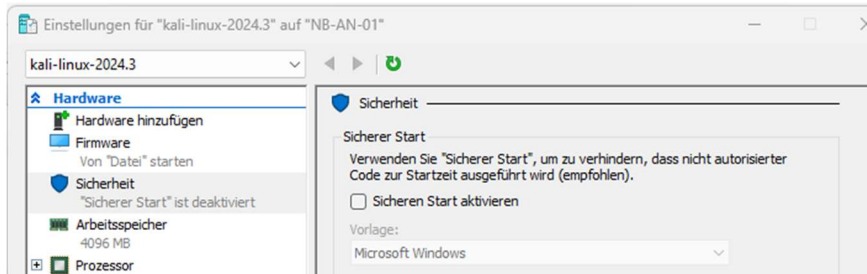 Einstellungen für "kali-linux-2024.3" auf "NB-AN-01"
kali-linux-2024.3
Hardware
Hardware hinzufügen
Firmware
Von "Datei" starten
Sicherheit
"Sicherer Start" ist deaktiviert
Arbeitsspeicher
4096 MB
Prozessor
Sicherheit
Sicherer Start
Verwenden Sie "Sicherer Start", um zu verhindern, dass nicht autorisierter
Code zur Startzeit ausgeführt wird (empfohlen).
Sicheren Start aktivieren
Vorlage:
Microsoft Windows